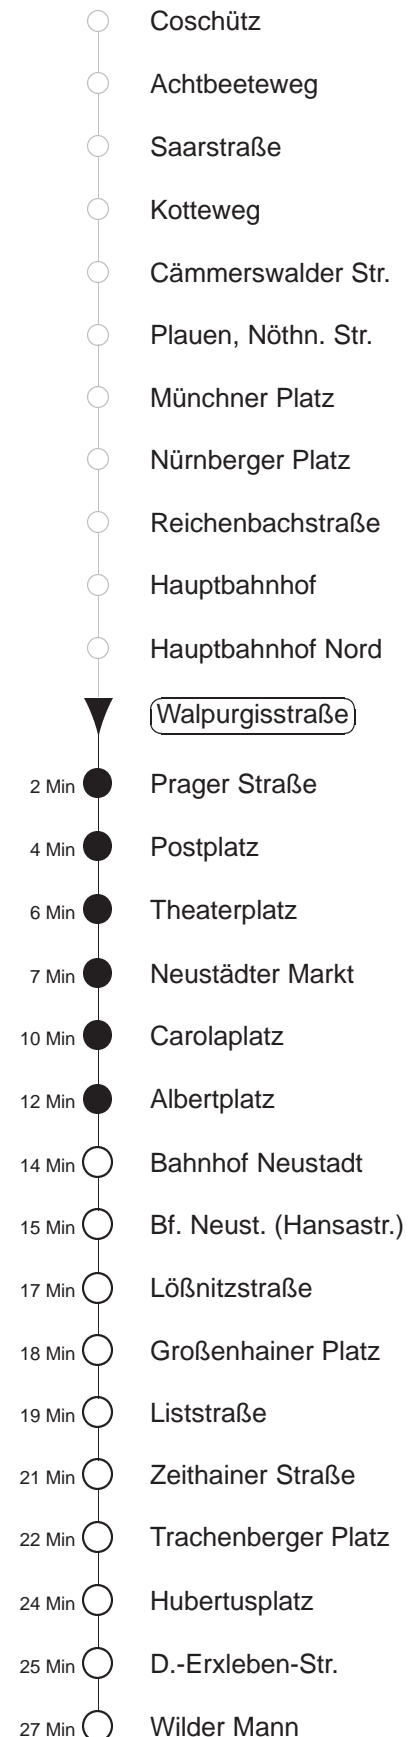 Coschütz
Achtbeeteweg
Saarstraße
Kotteweg
Cämmerswalder Str.
Plauen, Nöthn. Str.
Münchner Platz
Nürnberger Platz
Reichenbachstraße
Hauptbahnhof
Hauptbahnhof Nord
Walpurgisstraße
2 Min Prager Straße
4 Min Postplatz
6 Min Theaterplatz
7 Min Neustädter Markt
10 Min Carolaplatz
12 Min Albertplatz
14 Min Bahnhof Neustadt
15 Min Bf. Neust. (Hansastr.)
17 Min Lößnitzstraße
18 Min Großenhainer Platz
19 Min Liststraße
21 Min Zeithainer Straße
22 Min Trachenberger Platz
24 Min Hubertusplatz
25 Min D.-Erxleben-Str.
27 Min Wilder Mann